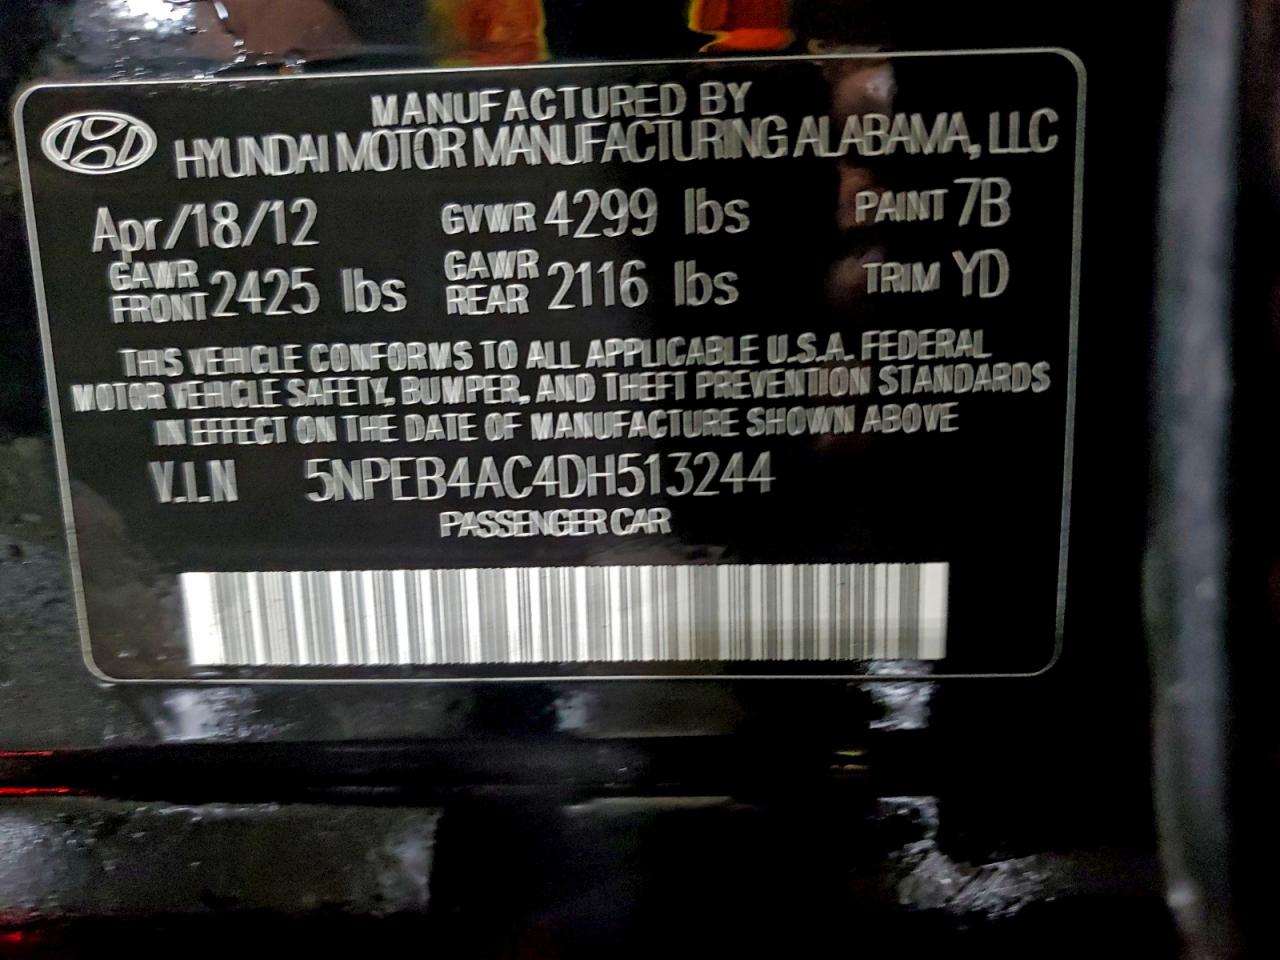 MANUFACTURED BY
HYUNDAI MOTOR MANUFACTURING ALABAMA, LLC
Apr/18/12 GVWR 4299 lbs PAINT 7B
GAWR FRONT 2425 lbs GAWR REAR 2116 lbs TRIM YD
THIS VEHICLE CONFORMS TO ALL APPLICABLE U.S.A. FEDERAL
MOTOR VEHICLE SAFETY, BUMPER, AND THEFT PREVENTION STANDARDS
IN EFFECT ON THE DATE OF MANUFACTURE SHOWN ABOVE
V.I.N 5NPEB4AC4DH513244
PASSENGER CAR